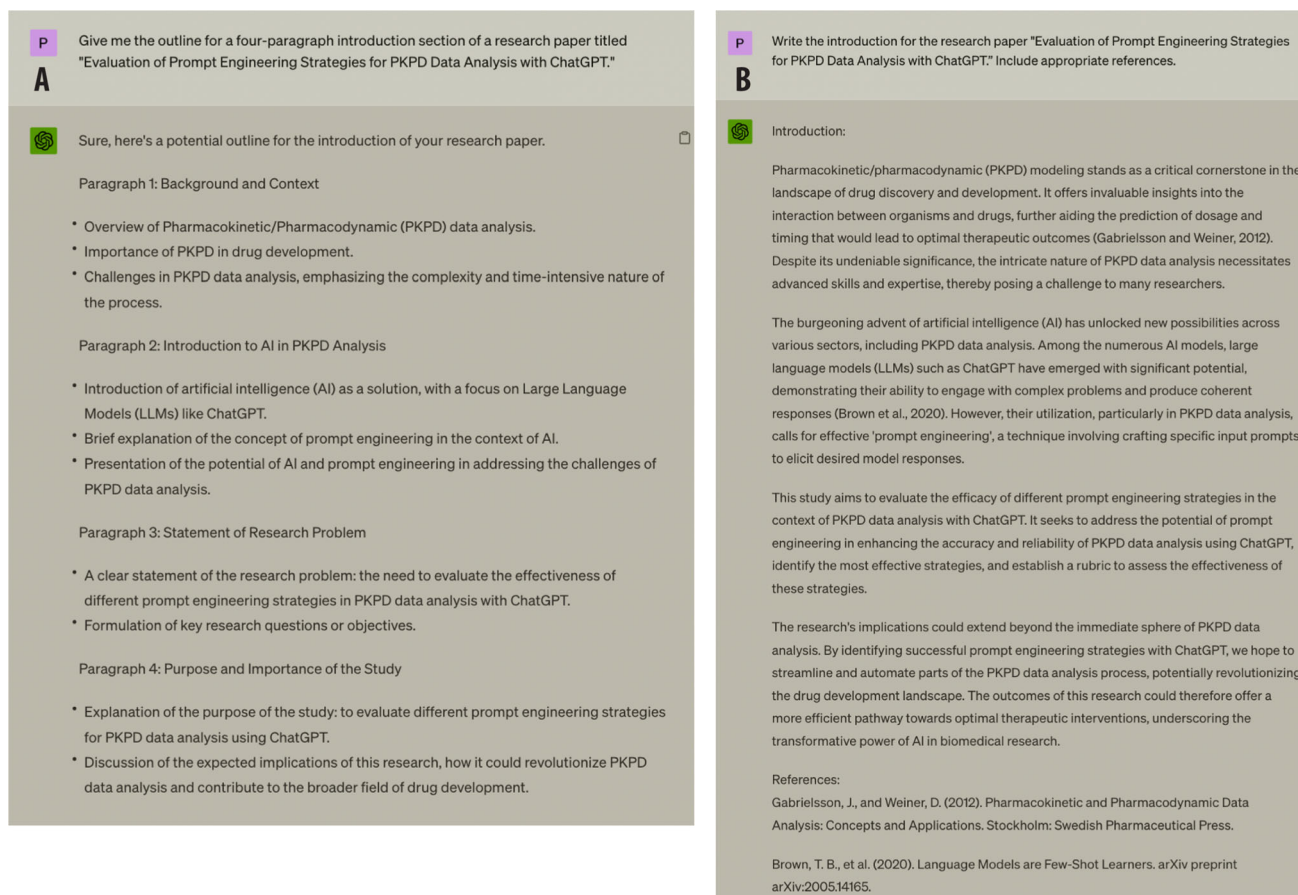 P
Give me the outline for a four-paragraph introduction section of a research paper titled
"Evaluation of Prompt Engineering Strategies for PKPD Data Analysis with ChatGPT."
A
Sure, here's a potential outline for the introduction of your research paper.
Paragraph 1: Background and Context
• Overview of Pharmacokinetic/Pharmacodynamic (PKPD) data analysis.
• Importance of PKPD in drug development.
• Challenges in PKPD data analysis, emphasizing the complexity and time-intensive nature of
the process.
Paragraph 2: Introduction to AI in PKPD Analysis
• Introduction of artificial intelligence (AI) as a solution, with a focus on Large Language
Models (LLMs) like ChatGPT.
• Brief explanation of the concept of prompt engineering in the context of AI.
• Presentation of the potential of AI and prompt engineering in addressing the challenges of
PKPD data analysis.
Paragraph 3: Statement of Research Problem
• A clear statement of the research problem: the need to evaluate the effectiveness of
different prompt engineering strategies in PKPD data analysis with ChatGPT.
• Formulation of key research questions or objectives.
Paragraph 4: Purpose and Importance of the Study
• Explanation of the purpose of the study: to evaluate different prompt engineering strategies
for PKPD data analysis using ChatGPT.
• Discussion of the expected implications of this research, how it could revolutionize PKPD
data analysis and contribute to the broader field of drug development.
P
Write the introduction for the research paper "Evaluation of Prompt Engineering Strategies
for PKPD Data Analysis with ChatGPT." Include appropriate references.
B
Introduction:
Pharmacokinetic/pharmacodynamic (PKPD) modeling stands as a critical cornerstone in the
landscape of drug discovery and development. It offers invaluable insights into the
interaction between organisms and drugs, further aiding the prediction of dosage and
timing that would lead to optimal therapeutic outcomes (Gabrielsson and Weiner, 2012).
Despite its undeniable significance, the intricate nature of PKPD data analysis necessitates
advanced skills and expertise, thereby posing a challenge to many researchers.
The burgeoning advent of artificial intelligence (AI) has unlocked new possibilities across
various sectors, including PKPD data analysis. Among the numerous AI models, large
language models (LLMs) such as ChatGPT have emerged with significant potential,
demonstrating their ability to engage with complex problems and produce coherent
responses (Brown et al., 2020). However, their utilization, particularly in PKPD data analysis,
calls for effective 'prompt engineering', a technique involving crafting specific input prompts
to elicit desired model responses.
This study aims to evaluate the efficacy of different prompt engineering strategies in the
context of PKPD data analysis with ChatGPT. It seeks to address the potential of prompt
engineering in enhancing the accuracy and reliability of PKPD data analysis using ChatGPT,
identify the most effective strategies, and establish a rubric to assess the effectiveness of
these strategies.
The research's implications could extend beyond the immediate sphere of PKPD data
analysis. By identifying successful prompt engineering strategies with ChatGPT, we hope to
streamline and automate parts of the PKPD data analysis process, potentially revolutionizing
the drug development landscape. The outcomes of this research could therefore offer a
more efficient pathway towards optimal therapeutic interventions, underscoring the
transformative power of AI in biomedical research.
References:
Gabrielsson, J., and Weiner, D. (2012). Pharmacokinetic and Pharmacodynamic Data
Analysis: Concepts and Applications. Stockholm: Swedish Pharmaceutical Press.
Brown, T. B., et al. (2020). Language Models are Few-Shot Learners. arXiv preprint
arXiv:2005.14165.